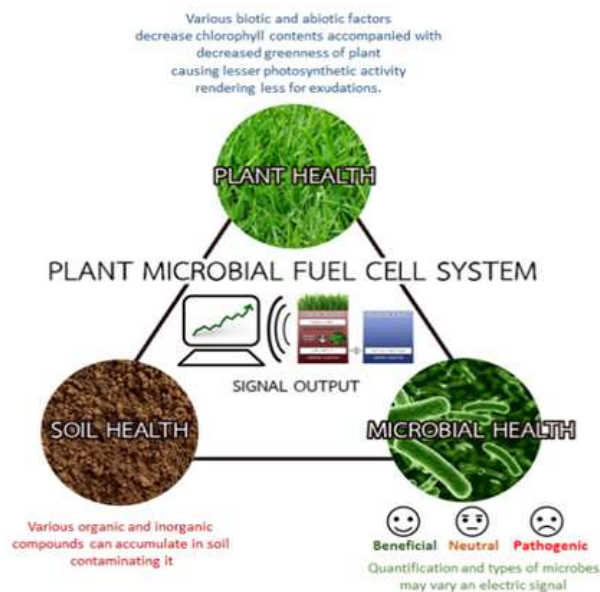 Various biotic and abiotic factors
decrease chlorophyll contents accompanied with
decreased greenness of plant
causing lesser photosynthetic activity
rendering less for exudations.
PLANT HEALTH
PLANT MICROBIAL FUEL CELL SYSTEM
SIGNAL OUTPUT
SOIL HEALTH
MICROBIAL HEALTH
Various organic and inorganic
compounds can accumulate in soil
contaminating it
Beneficial Neutral Pathogenic
Quantification and types of microbes
may vary an electric signal